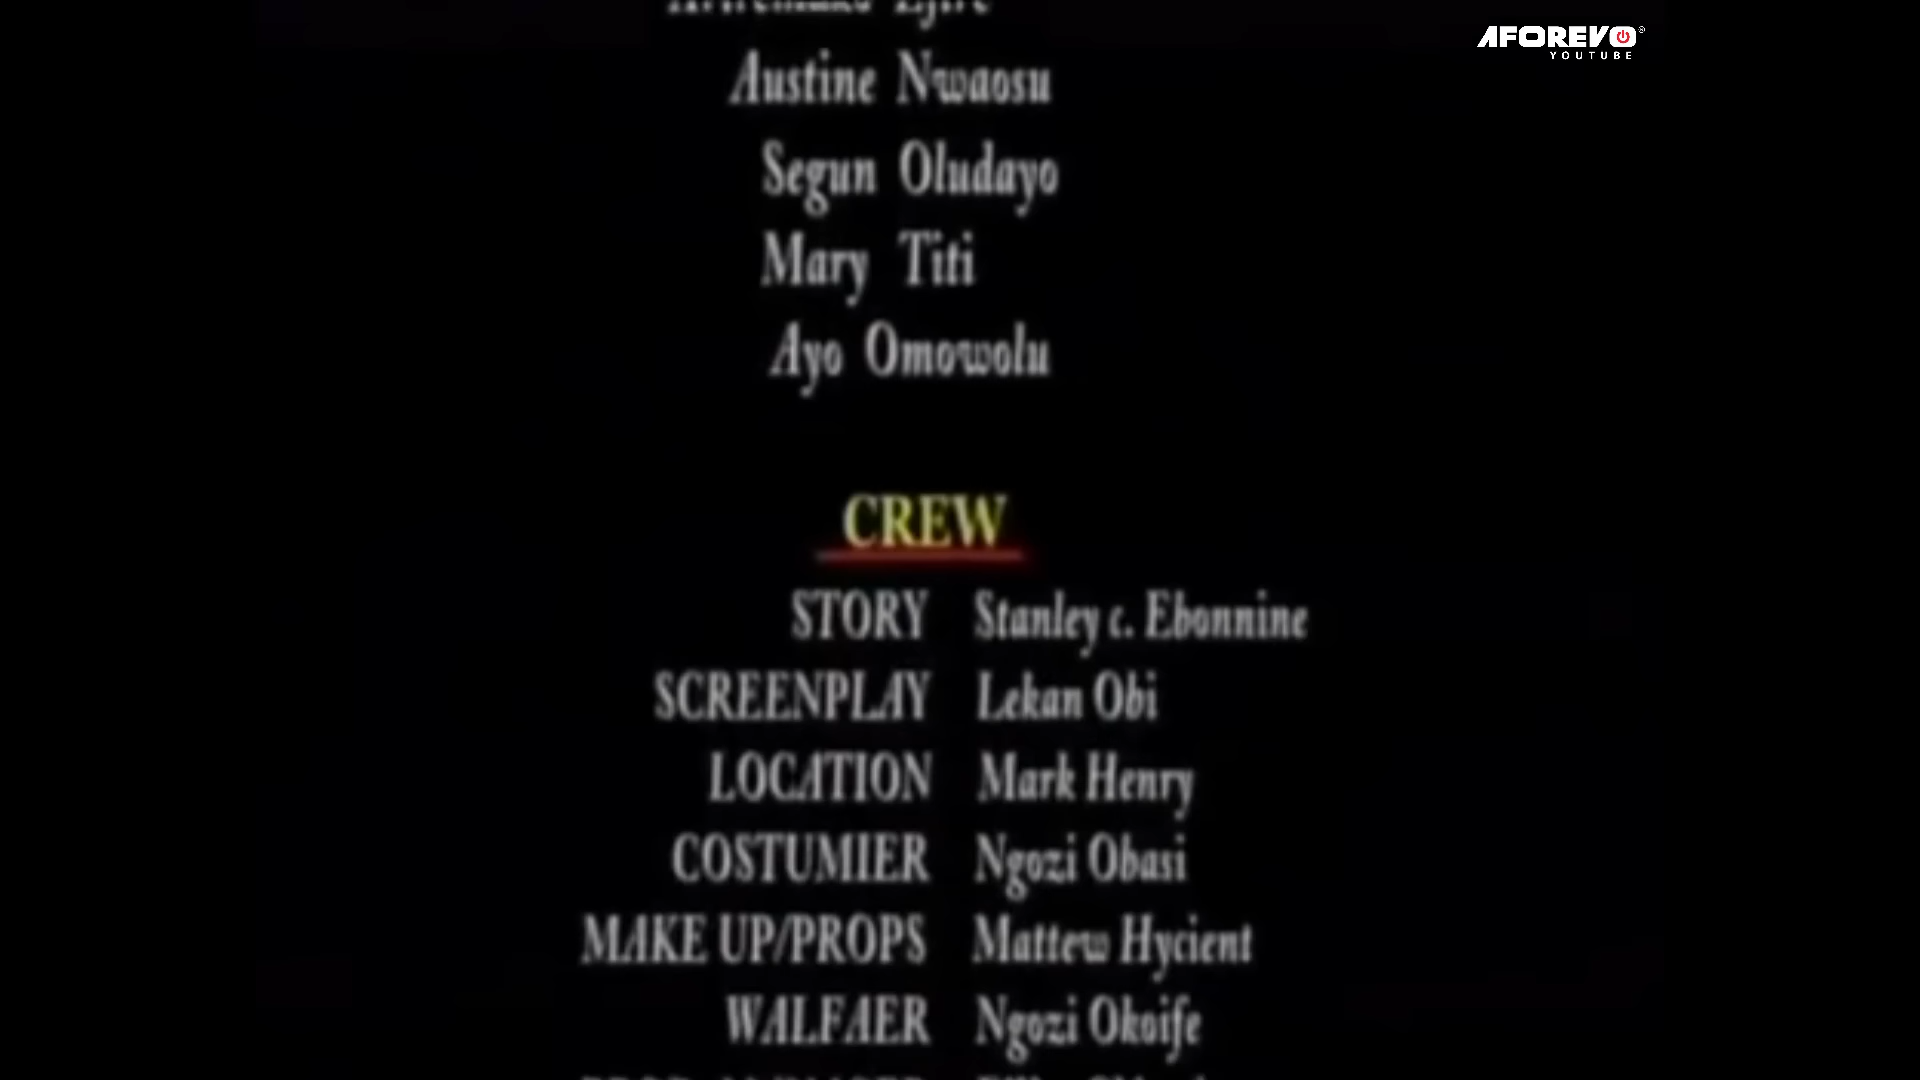 AFOREVO
YOUTUBE
Austine Nwaosu
Segun Oludayo
Mary Titi
Ayo Omowolu
CREW
STORY Stanley c. Ebonnine
SCREENPLAY Lekan Obi
LOCATION Mark Henry
COSTUMIER Ngozi Obasi
MAKE UP/PROPS Mattew Hycient
WALFAER Ngozi Okoife